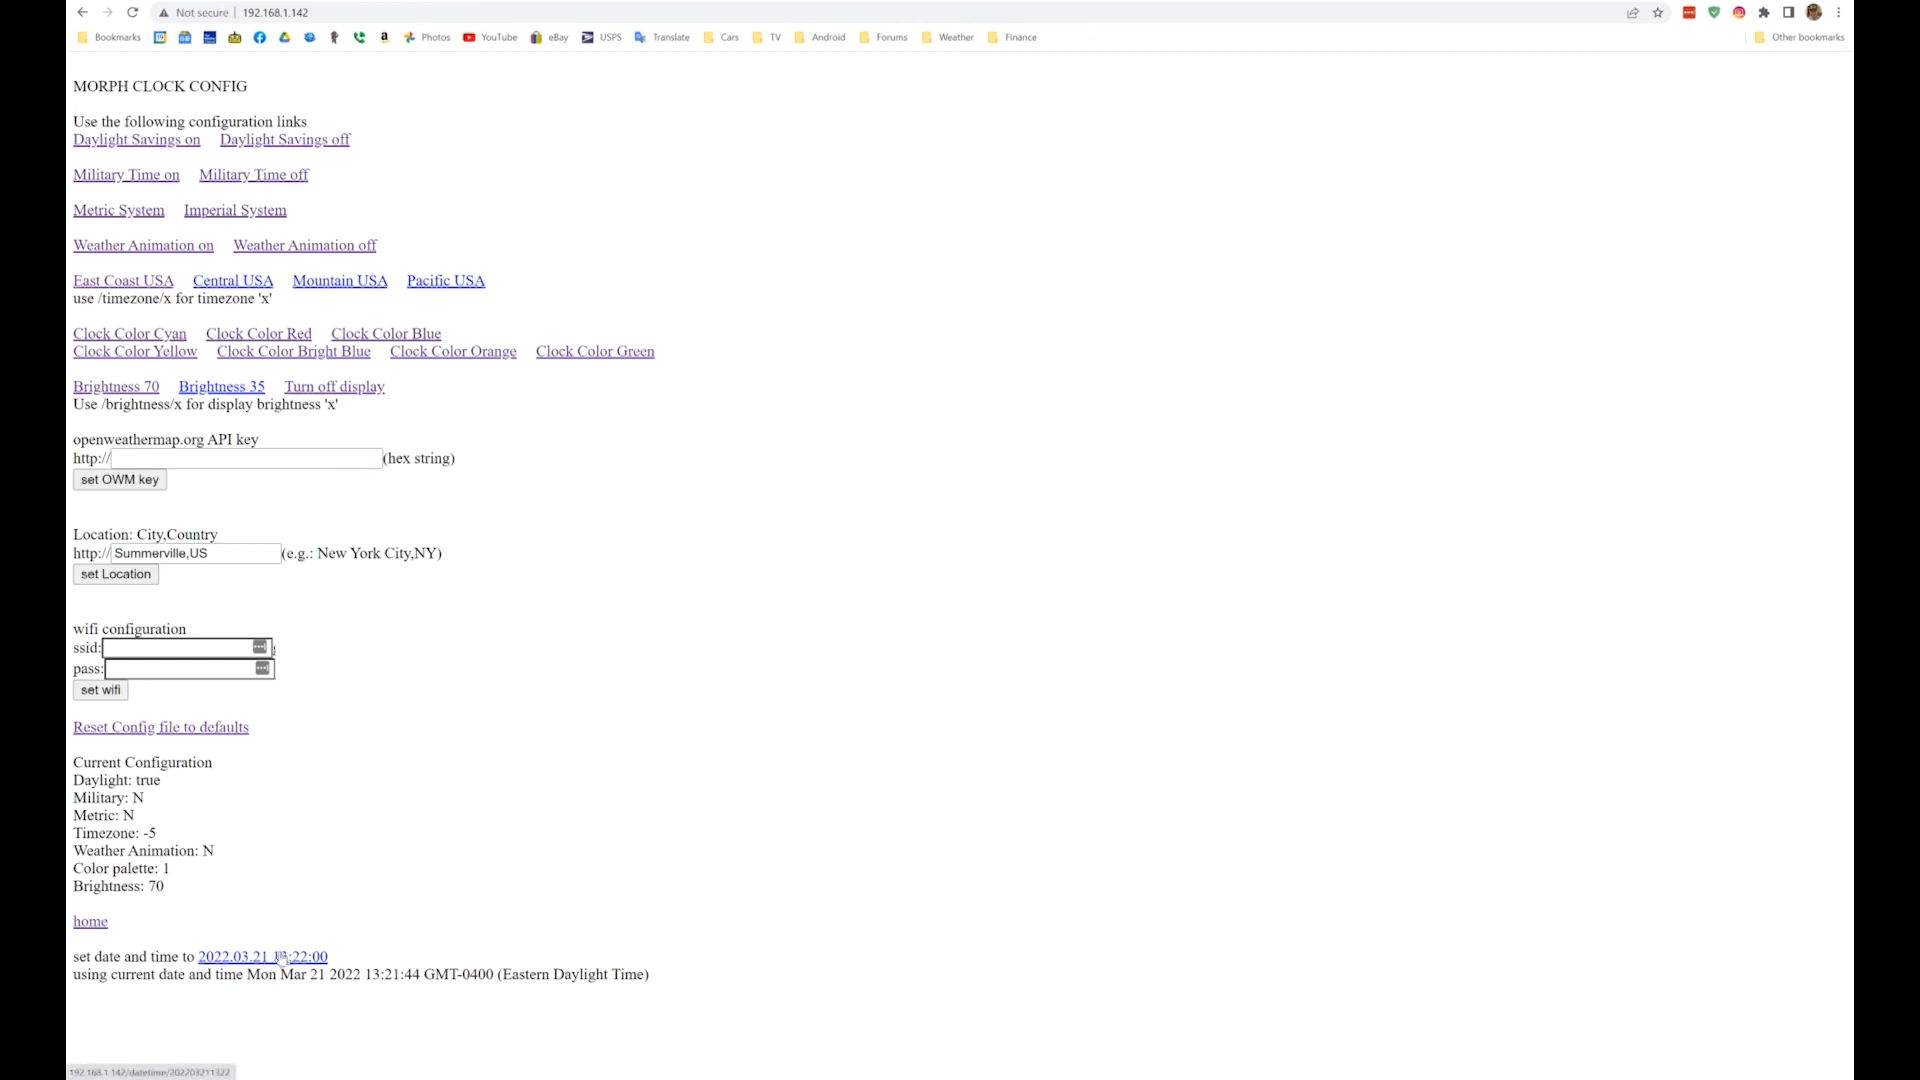 Not secure | 192.168.1.142
Bookmarks Photos YouTube eBay USPS Translate Cars TV Android Forums Weather Finance Other bookmarks
MORPH CLOCK CONFIG
Use the following configuration links
Daylight Savings on Daylight Savings off
Military Time on Military Time off
Metric System Imperial System
Weather Animation on Weather Animation off
East Coast USA Central USA Mountain USA Pacific USA
use /timezone/x for timezone 'x'
Clock Color Cyan Clock Color Red Clock Color Blue
Clock Color Yellow Clock Color Bright Blue Clock Color Orange Clock Color Green
Brightness 70 Brightness 35 Turn off display
Use /brightness/x for display brightness 'x'
openweathermap.org API key
http:// (hex string)
set OWM key
Location: City,Country
http:// Summerville,US (e.g.: New York City,NY)
set Location
wifi configuration
ssid:
pass:
set wifi
Reset Config file to defaults
Current Configuration
Daylight: true
Military: N
Metric: N
Timezone: -5
Weather Animation: N
Color palette: 1
Brightness: 70
home
set date and time to 2022.03.21 :22:00
using current date and time Mon Mar 21 2022 13:21:44 GMT-0400 (Eastern Daylight Time)
192.168.1.142/datetime/202203211322